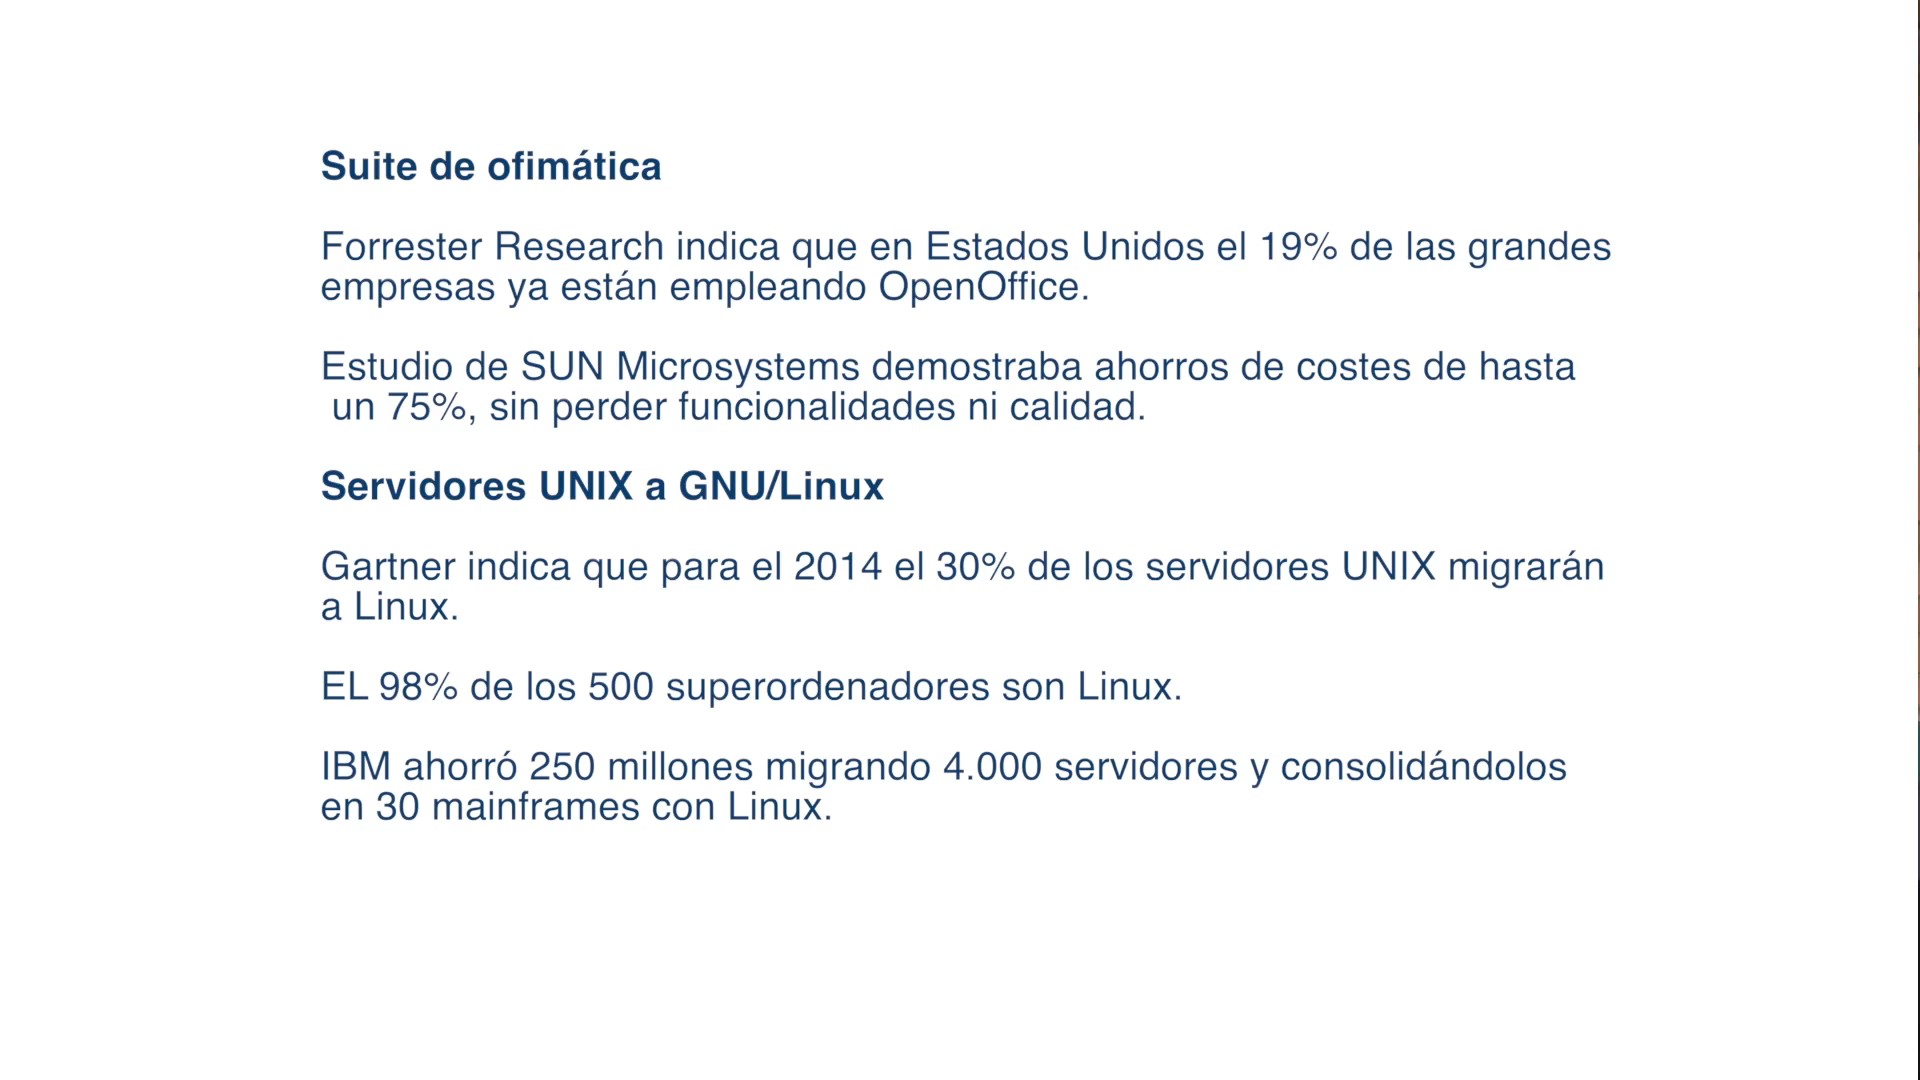 Suite de ofimática
Forrester Research indica que en Estados Unidos el 19% de las grandes
empresas ya están empleando OpenOffice.
Estudio de SUN Microsystems demostraba ahorros de costes de hasta
un 75%, sin perder funcionalidades ni calidad.
Servidores UNIX a GNU/Linux
Gartner indica que para el 2014 el 30% de los servidores UNIX migrarán
a Linux.
EL 98% de los 500 superordenadores son Linux.
IBM ahorró 250 millones migrando 4.000 servidores y consolidándolos
en 30 mainframes con Linux.